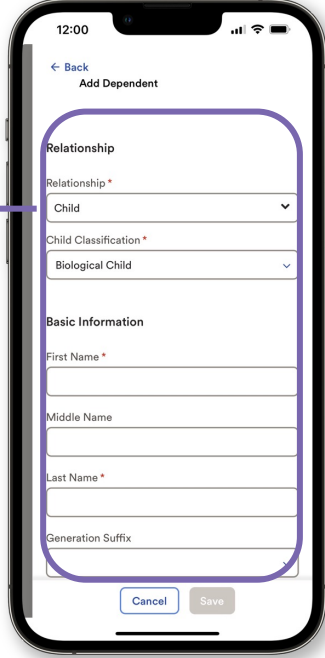 12:00
← Back
Add Dependent
Relationship
Relationship *
Child
Child Classification *
Biological Child
Basic Information
First Name *
Middle Name
Last Name *
Generation Suffix
Cancel Save